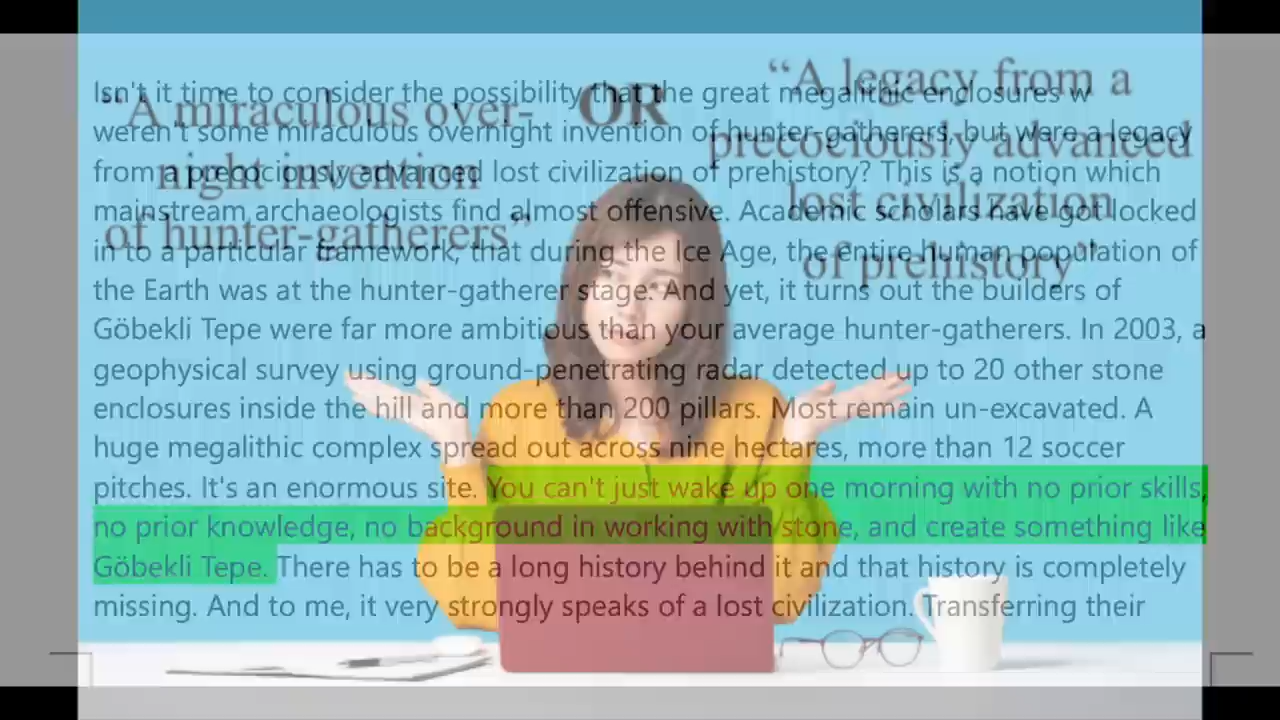 “A miraculous over-
night invention
of hunter-gatherers”
OR
“A legacy from a
precociously advanced
lost civilization
of prehistory”
Isn't it time to consider the possibility that the great megalithic enclosures w
weren't some miraculous overnight invention of hunter-gatherers, but were a legacy
from a precociously advanced lost civilization of prehistory? This is a notion which
mainstream archaeologists find almost offensive. Academic scholars have got locked
in to a particular framework, that during the Ice Age, the entire human population of
the Earth was at the hunter-gatherer stage. And yet, it turns out the builders of
Göbekli Tepe were far more ambitious than your average hunter-gatherers. In 2003, a
geophysical survey using ground-penetrating radar detected up to 20 other stone
enclosures inside the hill and more than 200 pillars. Most remain un-excavated. A
huge megalithic complex spread out across nine hectares, more than 12 soccer
pitches. It's an enormous site. You can't just wake up one morning with no prior skills,
no prior knowledge, no background in working with stone, and create something like
Göbekli Tepe. There has to be a long history behind it and that history is completely
missing. And to me, it very strongly speaks of a lost civilization. Transferring their